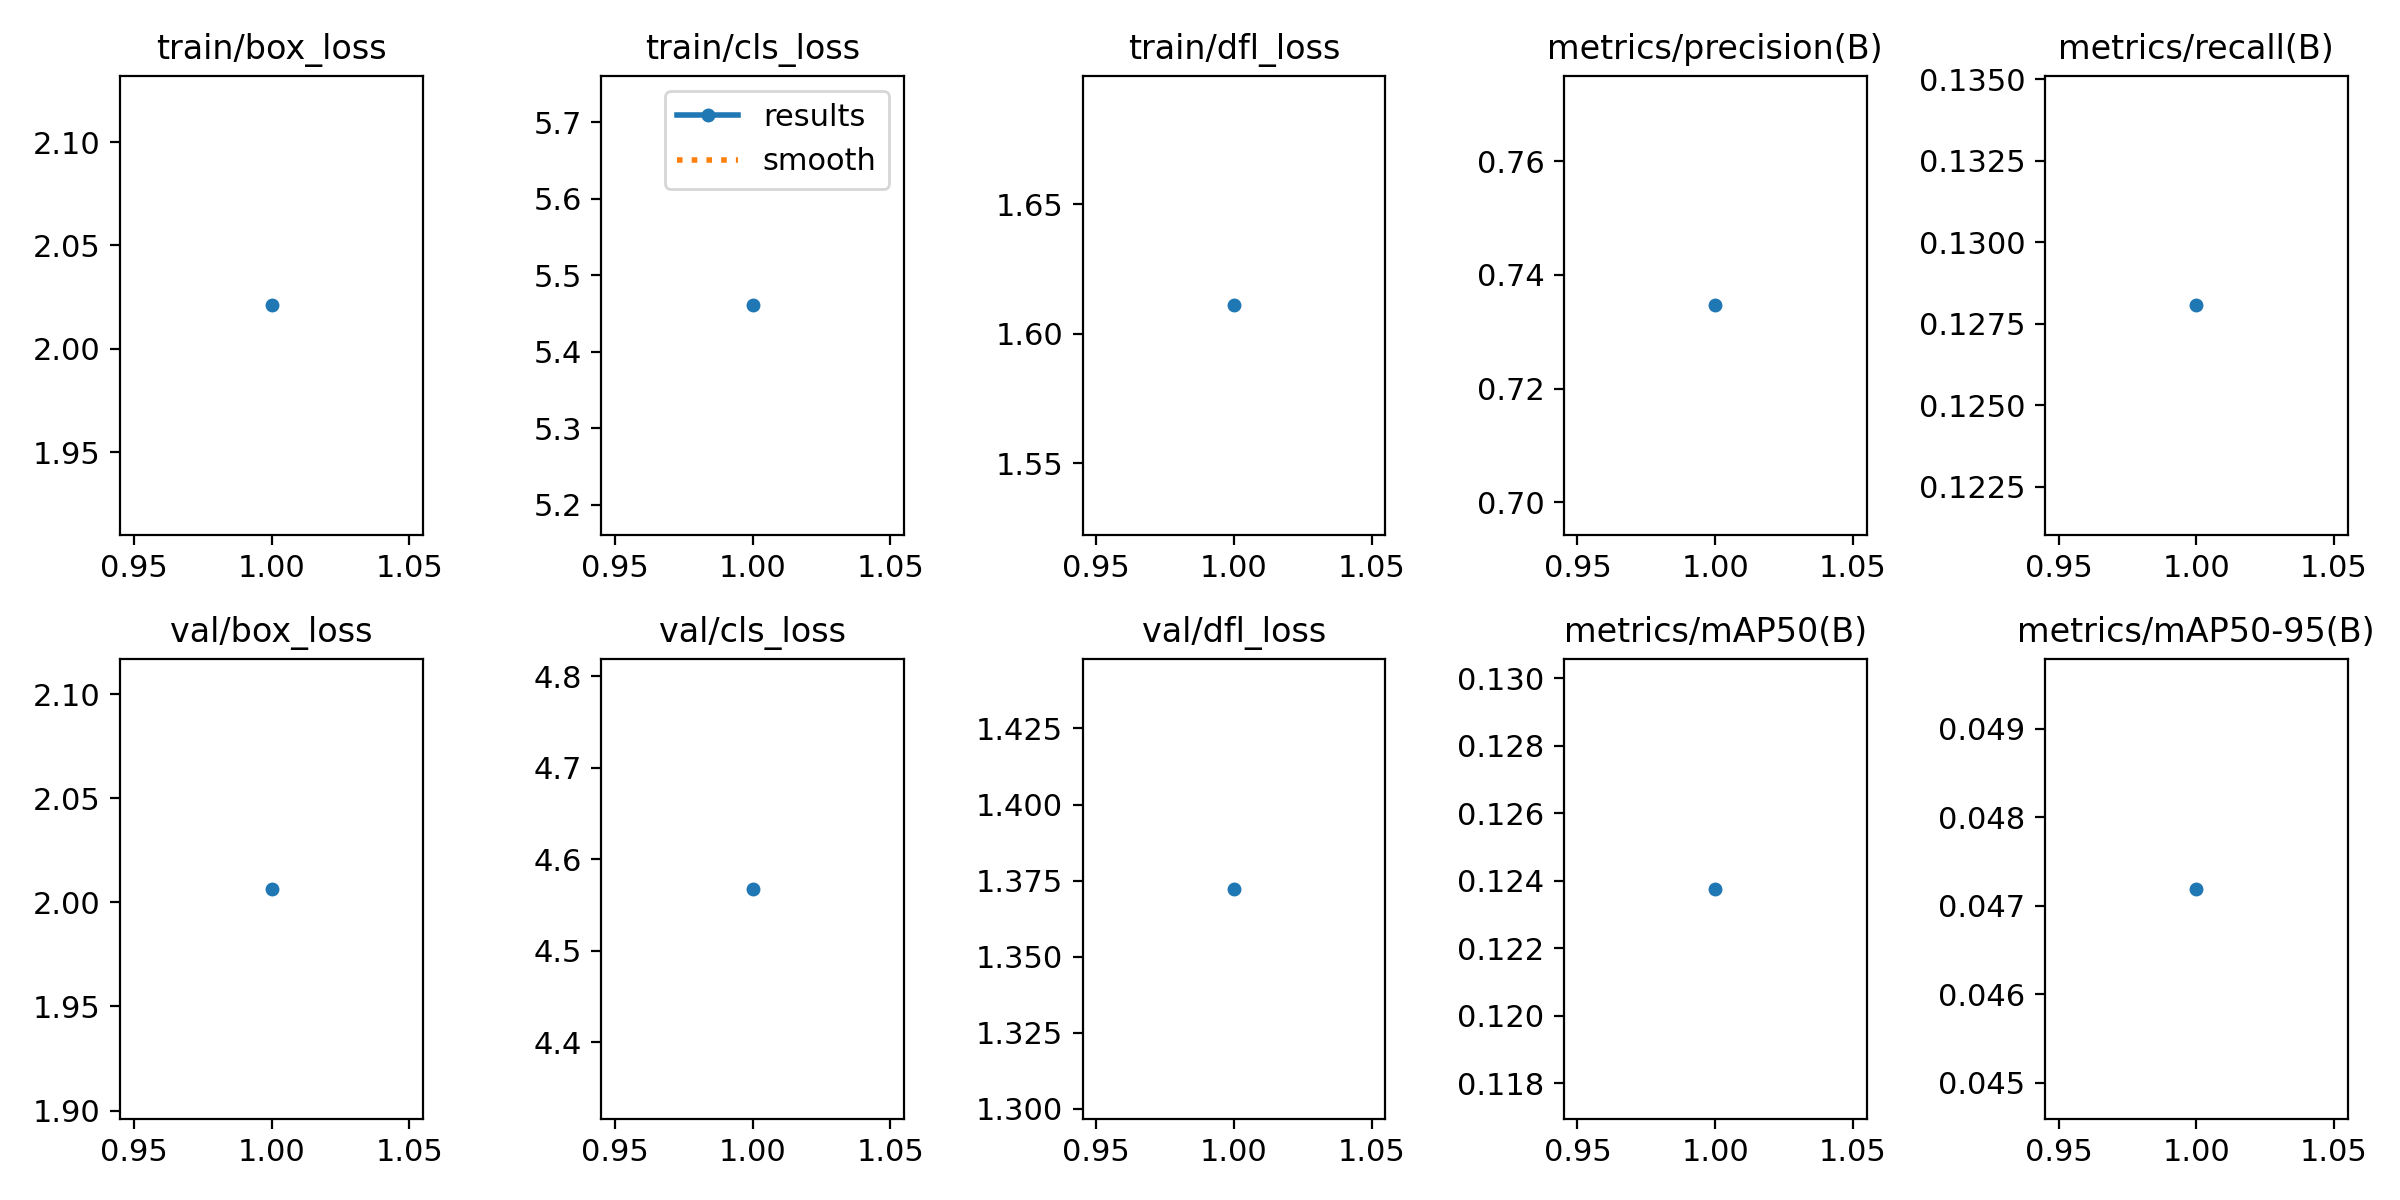 train/box_loss
2.10
2.05
2.00
1.95
0.95 1.00 1.05
train/cls_loss
results
smooth
5.7
5.6
5.5
5.4
5.3
5.2
0.95 1.00 1.05
train/dfl_loss
1.65
1.60
1.55
0.95 1.00 1.05
metrics/precision(B)
0.76
0.74
0.72
0.70
0.95 1.00 1.05
metrics/recall(B)
0.1350
0.1325
0.1300
0.1275
0.1250
0.1225
0.95 1.00 1.05
val/box_loss
2.10
2.05
2.00
1.95
1.90
0.95 1.00 1.05
val/cls_loss
4.8
4.7
4.6
4.5
4.4
0.95 1.00 1.05
val/dfl_loss
1.425
1.400
1.375
1.350
1.325
1.300
0.95 1.00 1.05
metrics/mAP50(B)
0.130
0.128
0.126
0.124
0.122
0.120
0.118
0.95 1.00 1.05
metrics/mAP50-95(B)
0.049
0.048
0.047
0.046
0.045
0.95 1.00 1.05